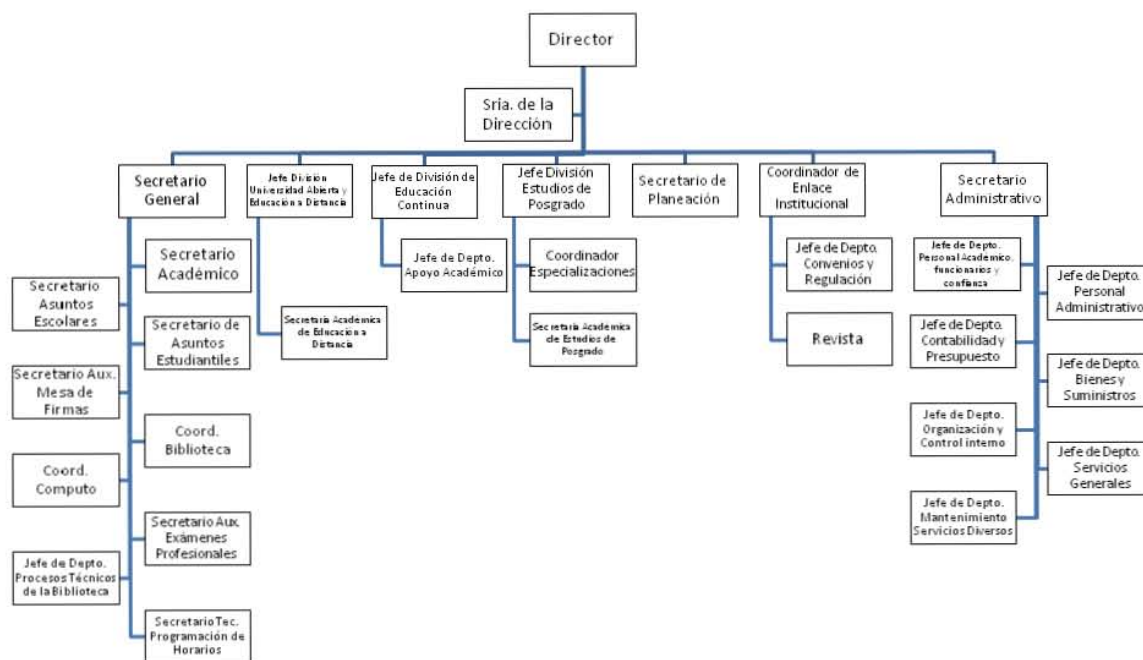 Director
Sria. de la
Dirección
Secretario
General
Jefe División
Universidad Abierta y
Educación a Distancia
Jefe de División de
Educación
Continua
Jefe División
Estudios de
Posgrado
Secretario de
Planeación
Coordinador de
Enlace
Institucional
Secretario
Administrativo
Secretario
Académico
Secretario
Asuntos
Escolares
Secretario de
Asuntos
Estudiantiles
Secretario Aux.
Mesa de
Firmas
Coord.
Biblioteca
Coord.
Computo
Secretario Aux.
Exámenes
Profesionales
Jefe de Depto.
Procesos Técnicos
de la Biblioteca
Secretario Tec.
Programación de
Horarios
Secretaría Académica
de Educación a
Distancia
Jefe de Depto.
Apoyo Académico
Coordinador
Especializaciones
Secretaría Académica
de Estudios de
Posgrado
Jefe de Depto.
Convenios y
Regulación
Revista
Jefe de Depto.
Personal Académico,
funcionarios y
confianza
Jefe de Depto.
Personal
Administrativo
Jefe de Depto.
Contabilidad y
Presupuesto
Jefe de Depto.
Bienes y
Suministros
Jefe de Depto.
Organización y
Control interno
Jefe de Depto.
Servicios
Generales
Jefe de Depto.
Mantenimiento
Servicios Diversos